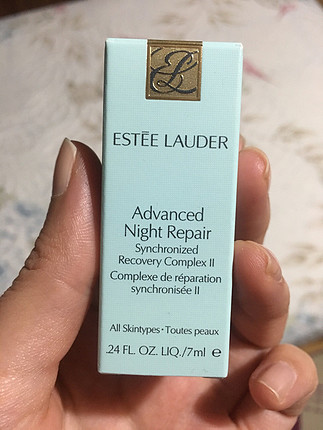 EL
ESTĒE LAUDER
Advanced
Night Repair
Synchronized
Recovery Complex II
Complexe de réparation
synchronisée II
All Skintypes • Toutes peaux
.24 FL. OZ. LIQ./7ml ℮